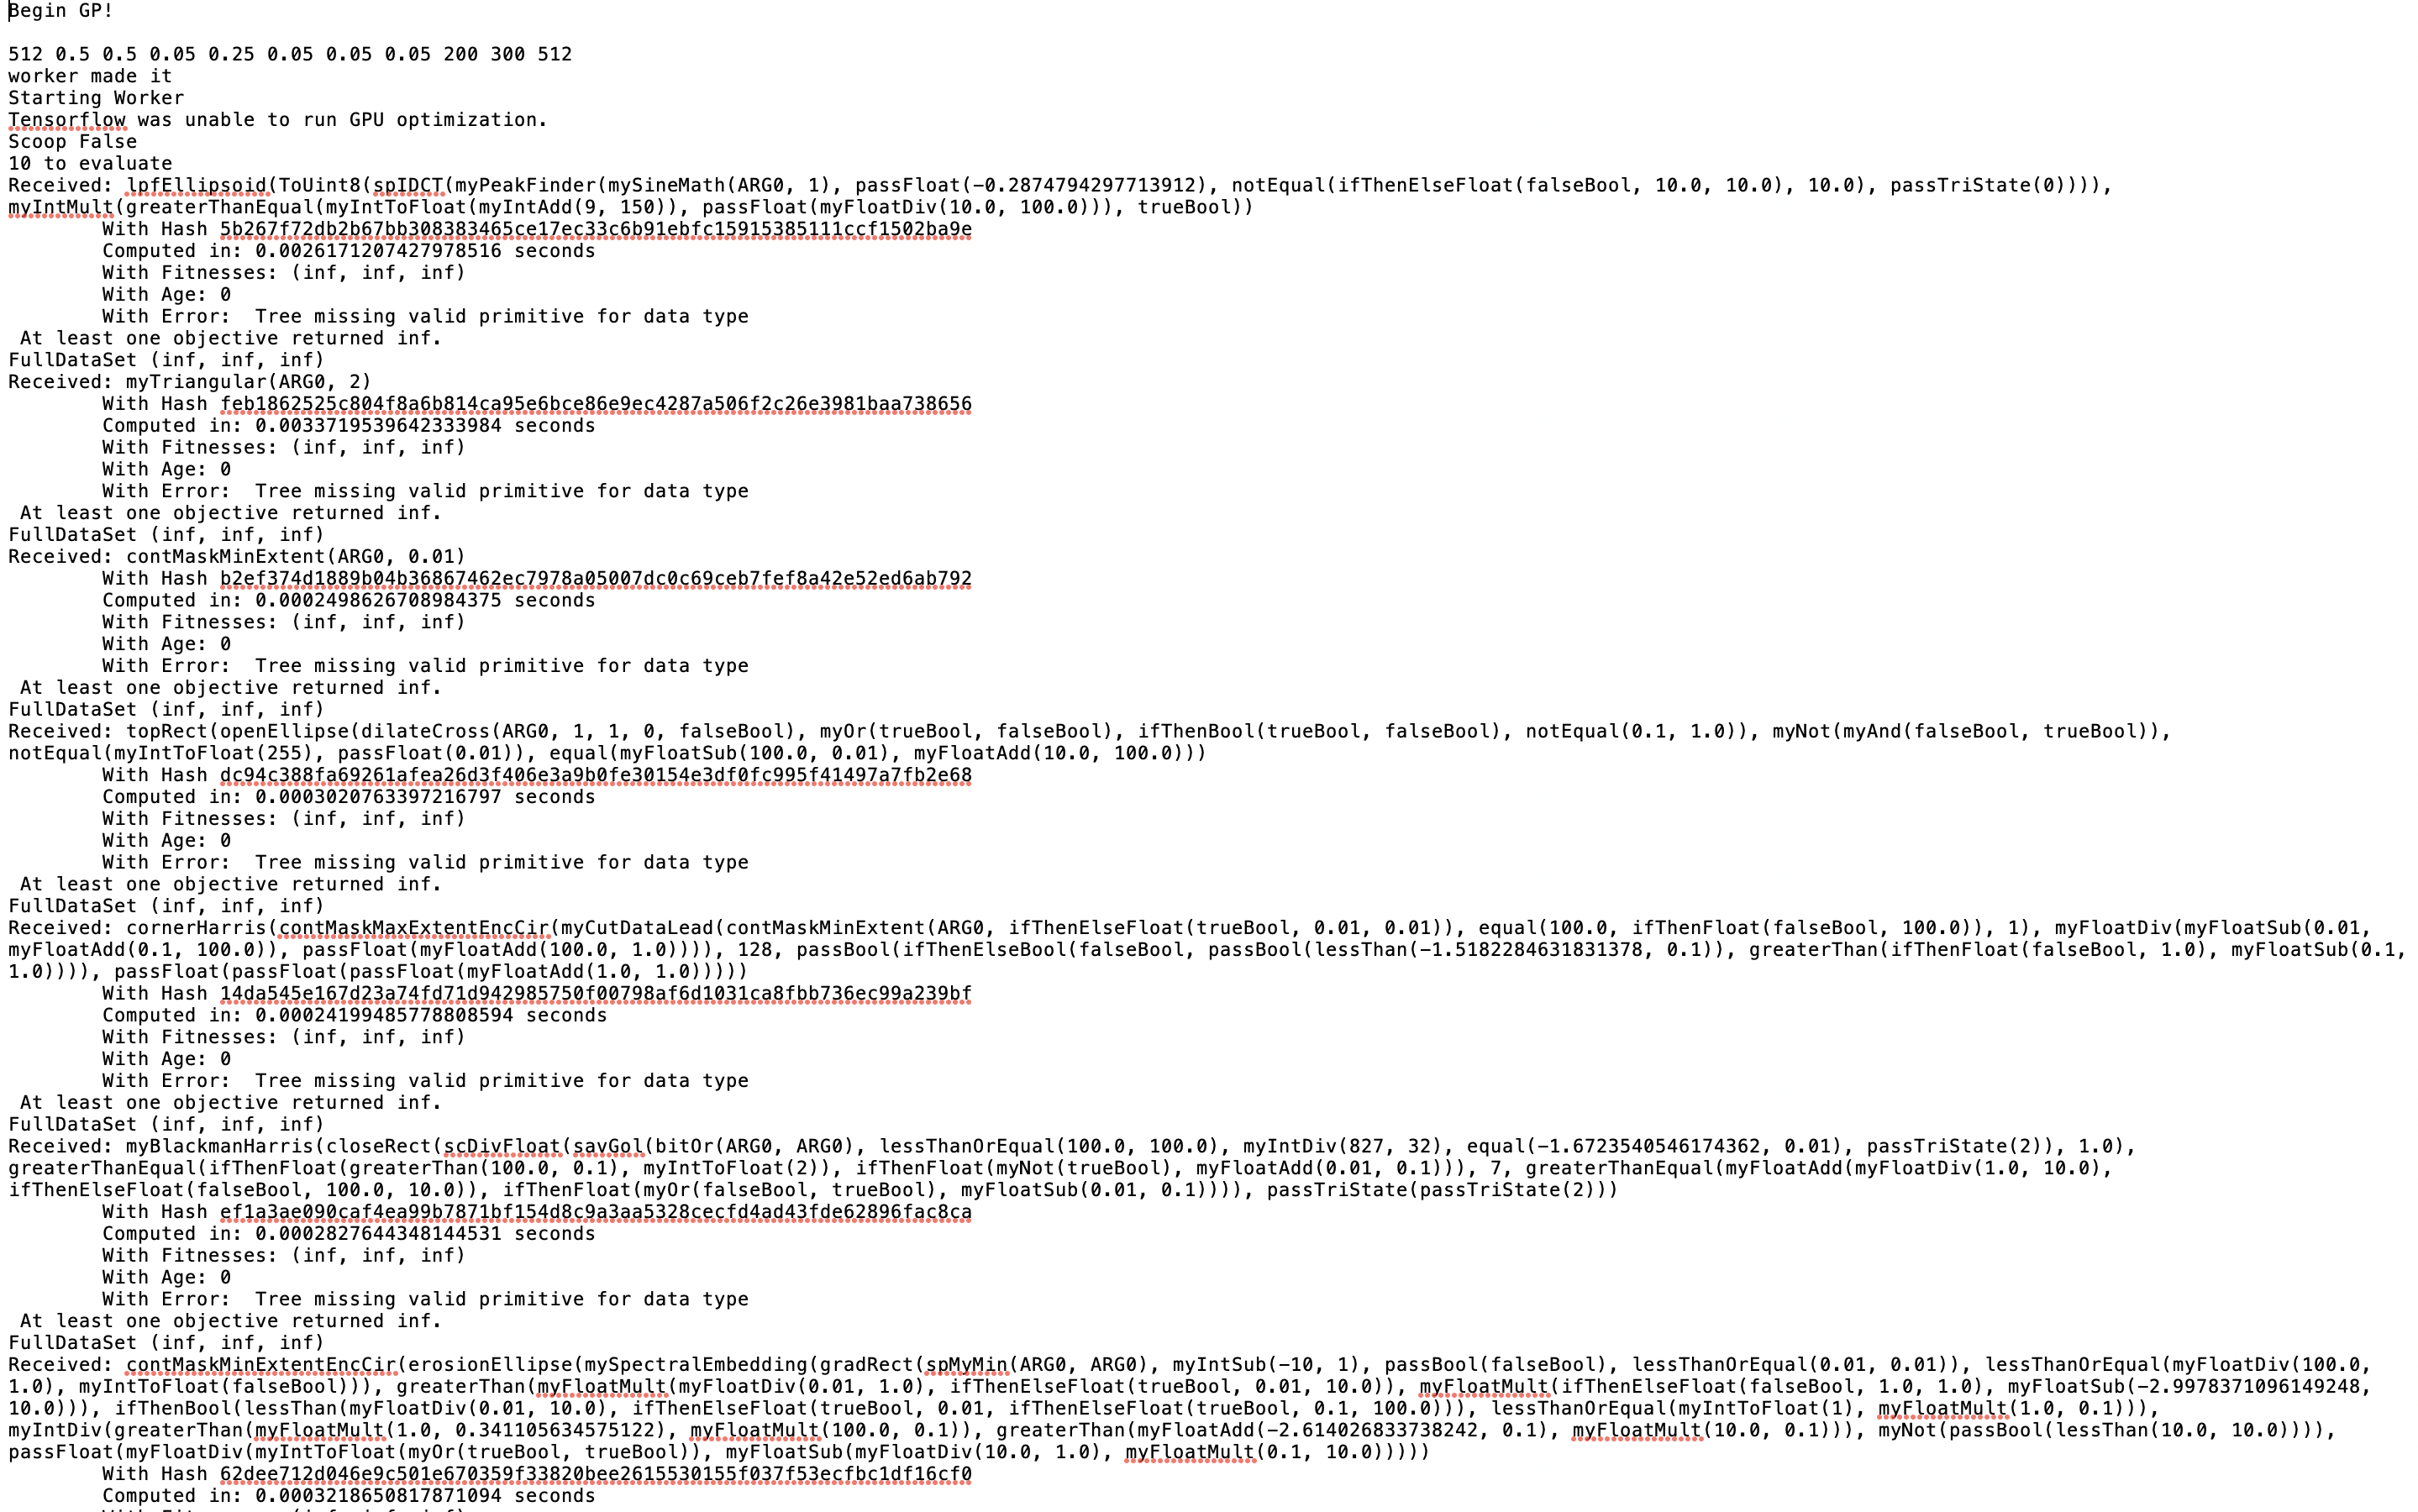 Begin GP!
512 0.5 0.5 0.05 0.25 0.05 0.05 0.05 200 300 512
worker made it
Starting Worker
Tensorflow was unable to run GPU optimization.
Scoop False
10 to evaluate
Received: lpfEllipsoid(ToUint8(spIDCT(myPeakFinder(mySineMath(ARG0, 1), passFloat(-0.2874794297713912), notEqual(ifThenElseFloat(falseBool, 10.0, 10.0), 10.0), passTriState(0)))),
myIntMult(greaterThanEqual(myIntToFloat(myIntAdd(9, 150)), passFloat(myFloatDiv(10.0, 100.0))), trueBool))
With Hash 5b267f72db2b67bb308383465ce17ec33c6b91ebfc15915385111ccf1502ba9e
Computed in: 0.0026171207427978516 seconds
With Fitnesses: (inf, inf, inf)
With Age: 0
With Error:  Tree missing valid primitive for data type
At least one objective returned inf.
FullDataSet (inf, inf, inf)
Received: myTriangular(ARG0, 2)
With Hash feb1862525c804f8a6b814ca95e6bce86e9ec4287a506f2c26e3981baa738656
Computed in: 0.0033719539642333984 seconds
With Fitnesses: (inf, inf, inf)
With Age: 0
With Error:  Tree missing valid primitive for data type
At least one objective returned inf.
FullDataSet (inf, inf, inf)
Received: contMaskMinExtent(ARG0, 0.01)
With Hash b2ef374d1889b04b36867462ec7978a05007dc0c69ceb7fef8a42e52ed6ab792
Computed in: 0.0002498626708984375 seconds
With Fitnesses: (inf, inf, inf)
With Age: 0
With Error:  Tree missing valid primitive for data type
At least one objective returned inf.
FullDataSet (inf, inf, inf)
Received: topRect(openEllipse(dilateCross(ARG0, 1, 1, 0, falseBool), myOr(trueBool, falseBool), ifThenBool(trueBool, falseBool), notEqual(0.1, 1.0)), myNot(myAnd(falseBool, trueBool)),
notEqual(myIntToFloat(255), passFloat(0.01)), equal(myFloatSub(100.0, 0.01), myFloatAdd(10.0, 100.0)))
With Hash dc94c388fa69261afea26d3f406e3a9b0fe30154e3df0fc995f41497a7fb2e68
Computed in: 0.0003020763397216797 seconds
With Fitnesses: (inf, inf, inf)
With Age: 0
With Error:  Tree missing valid primitive for data type
At least one objective returned inf.
FullDataSet (inf, inf, inf)
Received: cornerHarris(contMaskMaxExtentEncCir(myCutDataLead(contMaskMinExtent(ARG0, ifThenElseFloat(trueBool, 0.01, 0.01)), equal(100.0, ifThenFloat(falseBool, 100.0)), 1), myFloatDiv(myFloatSub(0.01,
myFloatAdd(0.1, 100.0)), passFloat(myFloatAdd(100.0, 1.0)))), 128, passBool(ifThenElseBool(falseBool, passBool(lessThan(-1.5182284631831378, 0.1)), greaterThan(ifThenFloat(falseBool, 1.0), myFloatSub(0.1,
1.0)))), passFloat(passFloat(passFloat(myFloatAdd(1.0, 1.0)))))
With Hash 14da545e167d23a74fd71d942985750f00798af6d1031ca8fbb736ec99a239bf
Computed in: 0.00024199485778808594 seconds
With Fitnesses: (inf, inf, inf)
With Age: 0
With Error:  Tree missing valid primitive for data type
At least one objective returned inf.
FullDataSet (inf, inf, inf)
Received: myBlackmanHarris(closeRect(scDivFloat(savGol(bitOr(ARG0, ARG0), lessThanOrEqual(100.0, 100.0), myIntDiv(827, 32), equal(-1.6723540546174362, 0.01), passTriState(2)), 1.0),
greaterThanEqual(ifThenFloat(greaterThan(100.0, 0.1), myIntToFloat(2)), ifThenFloat(myNot(trueBool), myFloatAdd(0.01, 0.1))), 7, greaterThanEqual(myFloatAdd(myFloatDiv(1.0, 10.0),
ifThenElseFloat(falseBool, 100.0, 10.0)), ifThenFloat(myOr(falseBool, trueBool), myFloatSub(0.01, 0.1)))), passTriState(passTriState(2)))
With Hash ef1a3ae090caf4ea99b7871bf154d8c9a3aa5328cecfd4ad43fde62896fac8ca
Computed in: 0.0002827644348144531 seconds
With Fitnesses: (inf, inf, inf)
With Age: 0
With Error:  Tree missing valid primitive for data type
At least one objective returned inf.
FullDataSet (inf, inf, inf)
Received: contMaskMinExtentEncCir(erosionEllipse(mySpectralEmbedding(gradRect(spMyMin(ARG0, ARG0), myIntSub(-10, 1), passBool(falseBool), lessThanOrEqual(0.01, 0.01)), lessThanOrEqual(myFloatDiv(100.0,
1.0), myIntToFloat(falseBool))), greaterThan(myFloatMult(myFloatDiv(0.01, 1.0), ifThenElseFloat(trueBool, 0.01, 10.0)), myFloatMult(ifThenElseFloat(falseBool, 1.0, 1.0), myFloatSub(-2.9978371096149248,
10.0))), ifThenBool(lessThan(myFloatDiv(0.01, 10.0), ifThenElseFloat(trueBool, 0.01, ifThenElseFloat(trueBool, 0.1, 100.0))), lessThanOrEqual(myIntToFloat(1), myFloatMult(1.0, 0.1))),
myIntDiv(greaterThan(myFloatMult(1.0, 0.341105634575122), myFloatMult(100.0, 0.1)), greaterThan(myFloatAdd(-2.614026833738242, 0.1), myFloatMult(10.0, 0.1))), myNot(passBool(lessThan(10.0, 10.0)))),
passFloat(myFloatDiv(myIntToFloat(myOr(trueBool, trueBool)), myFloatSub(myFloatDiv(10.0, 1.0), myFloatMult(0.1, 10.0)))))
With Hash 62dee712d046e9c501e670359f33820bee2615530155f037f53ecfbc1df16cf0
Computed in: 0.0003218650817871094 seconds